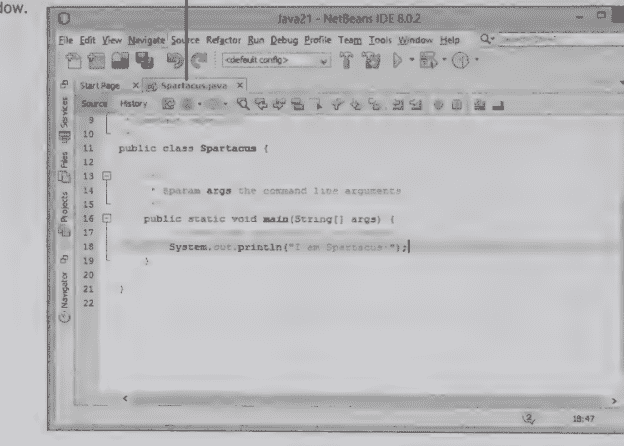 dow.
Java21 - NetBeans IDE 8.0.2
File Edit View Navigate Source Refactor Run Debug Profile Team Tools Window Help
<default config>
Start Page Spartacus.java
Source History
Services
Files
Projects
Navigator
9
10
11 public class Spartacus {
12
13
14 * @param args the command line arguments
15
16 public static void main(String[] args) {
17
18 System.out.println("I am Spartacus!");
19 }
20
21 }
22
2 18:47